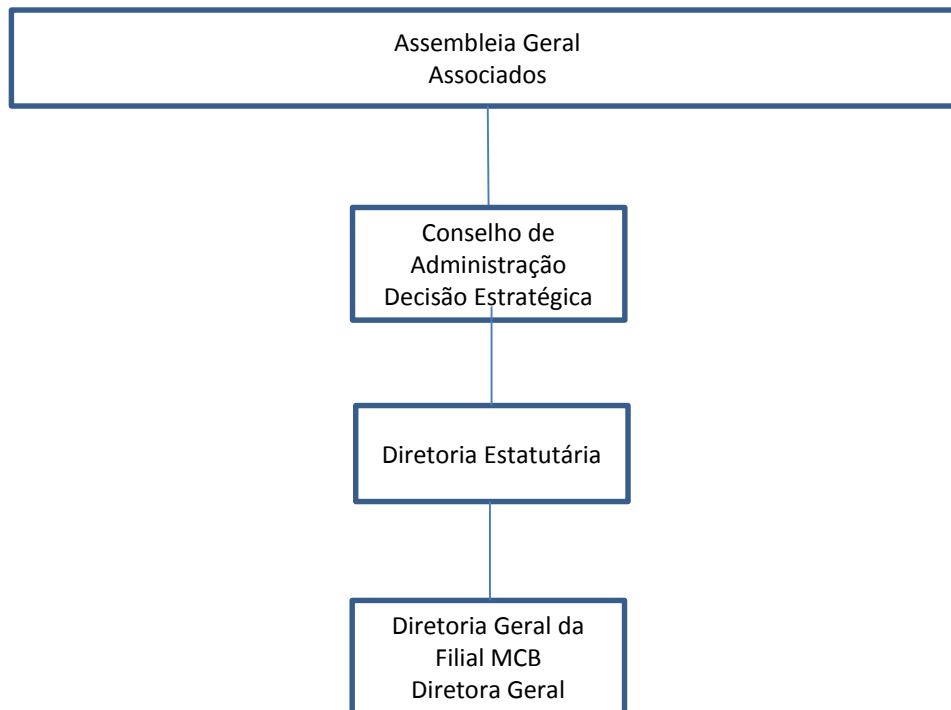 Assembleia Geral
Associados
Conselho de
Administração
Decisão Estratégica
Diretoria Estatutária
Diretoria Geral da
Filial MCB
Diretora Geral